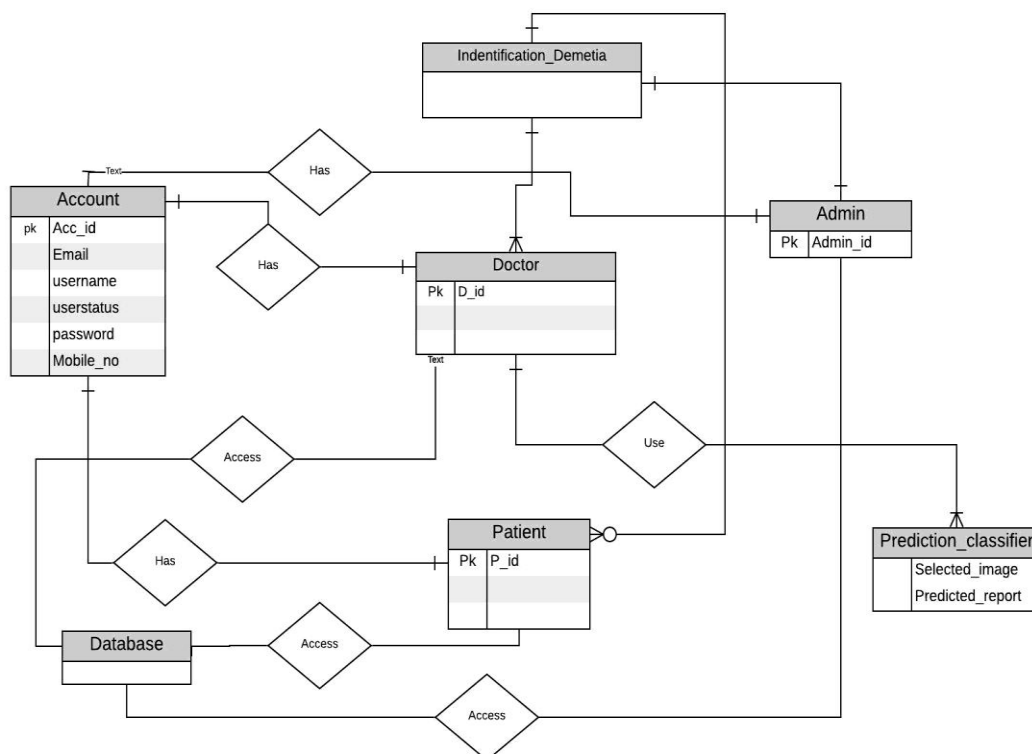 Indentification_Demetia
Text
Has
Account
pk Acc_id
Email
username
userstatus
password
Mobile_no
Admin
Pk Admin_id
Has
Doctor
Pk D_id
Text
Use
Access
Patient
Pk P_id
Prediction_classifier
Selected_image
Predicted_report
Has
Database
Access
Access